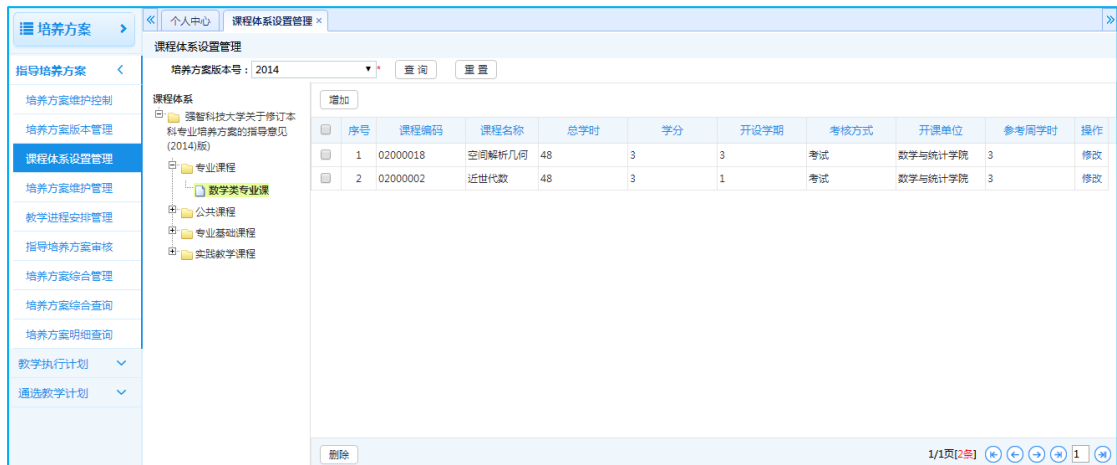 培养方案
个人中心 课程体系设置管理 ×
课程体系设置管理
指导培养方案
培养方案维护控制
培养方案版本管理
课程体系设置管理
培养方案维护管理
教学进程安排管理
指导培养方案审核
培养方案综合管理
培养方案综合查询
培养方案明细查询
教学执行计划
通选教学计划
培养方案版本号：2014 * 查询 重置
课程体系
强智科技大学关于修订本
科专业培养方案的指导意见
(2014)版)
专业课程
数学类专业课
公共课程
专业基础课程
实践教学课程
增加
序号 课程编码 课程名称 总学时 学分 开设学期 考核方式 开课单位 参考周学时 操作
1 02000018 空间解析几何 48 3 3 考试 数学与统计学院 3 修改
2 02000002 近世代数 48 3 1 考试 数学与统计学院 3 修改
删除 1/1页[2条] 1